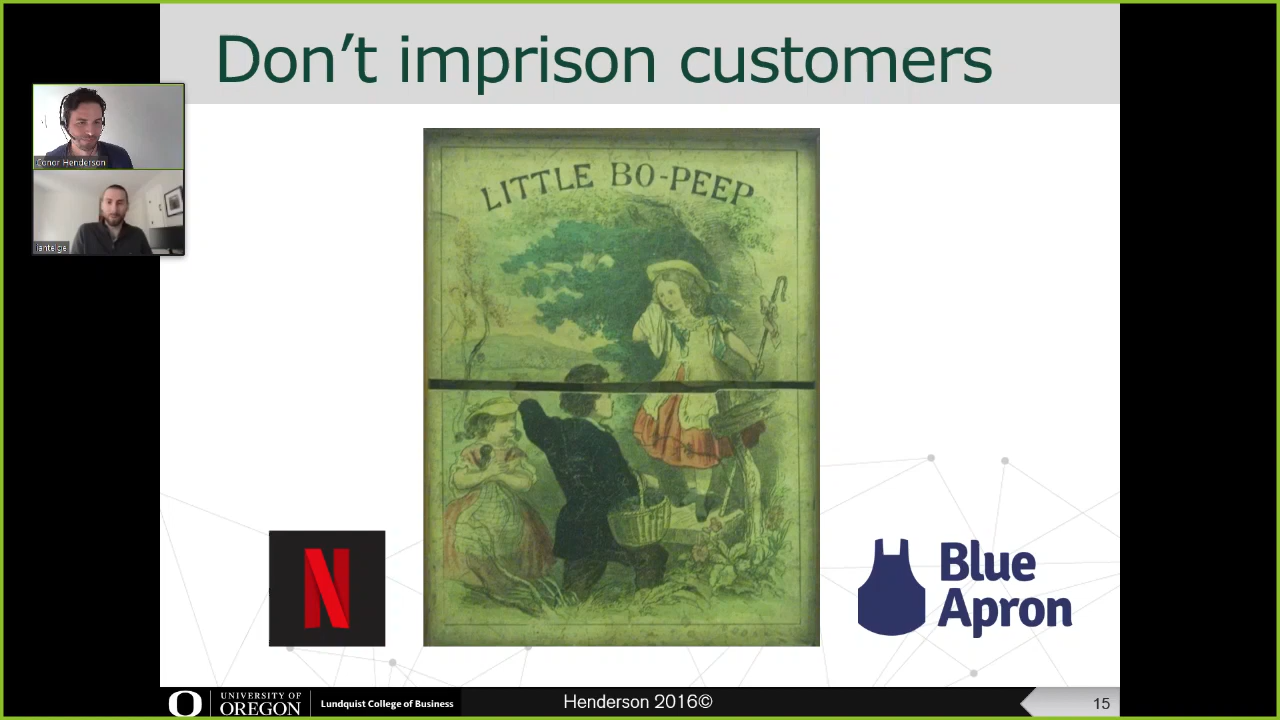 Don't imprison customers
Conor Henderson
LITTLE BO-PEEP
N
Blue
Apron
O
UNIVERSITY OF
OREGON
Lundquist College of Business
Henderson 2016©
15